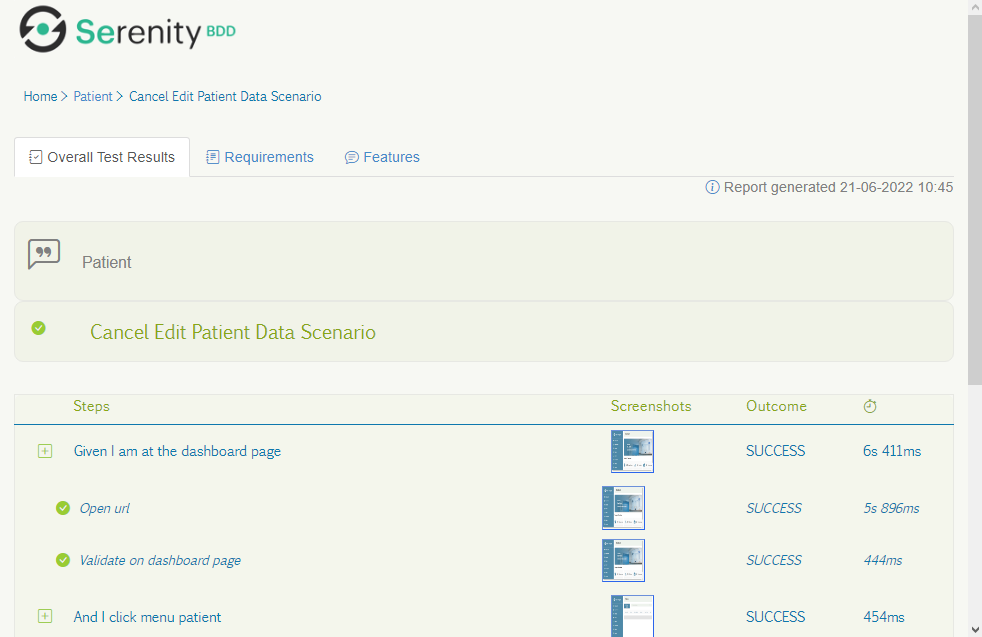 Serenity BDD
Home > Patient > Cancel Edit Patient Data Scenario
Overall Test Results Requirements Features
Report generated 21-06-2022 10:45
Patient
Cancel Edit Patient Data Scenario
Steps Screenshots Outcome
Given I am at the dashboard page SUCCESS 6s 411ms
Open url SUCCESS 5s 896ms
Validate on dashboard page SUCCESS 444ms
And I click menu patient SUCCESS 454ms